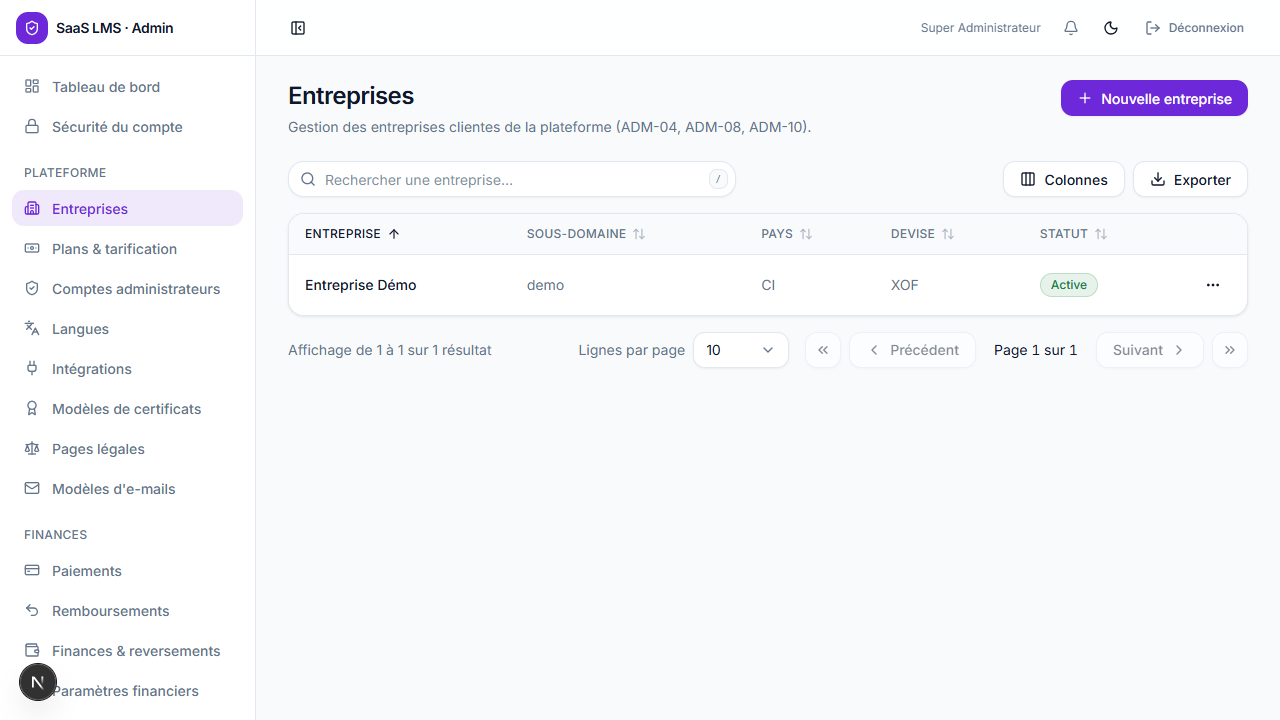 SaaS LMS · Admin
Super Administrateur
Déconnexion
Tableau de bord
Sécurité du compte
PLATEFORME
Entreprises
Plans & tarification
Comptes administrateurs
Langues
Intégrations
Modèles de certificats
Pages légales
Modèles d'e-mails
FINANCES
Paiements
Remboursements
Finances & reversements
Paramètres financiers
N
Entreprises
Gestion des entreprises clientes de la plateforme (ADM-04, ADM-08, ADM-10).
Nouvelle entreprise
Rechercher une entreprise... /
Colonnes
Exporter
ENTREPRISE SOUS-DOMAINE PAYS DEVISE STATUT
Entreprise Démo demo CI XOF Active
Affichage de 1 à 1 sur 1 résultat
Lignes par page 10
Précédent Page 1 sur 1 Suivant